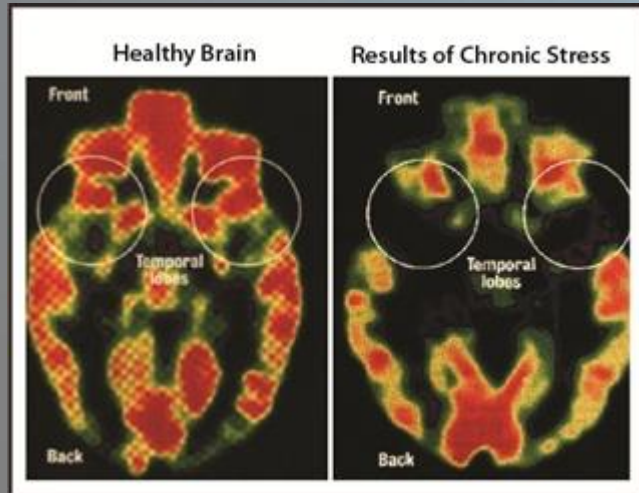 Healthy Brain
Results of Chronic Stress
Front
Front
Temporal
lobes
Temporal
lobes
Back
Back